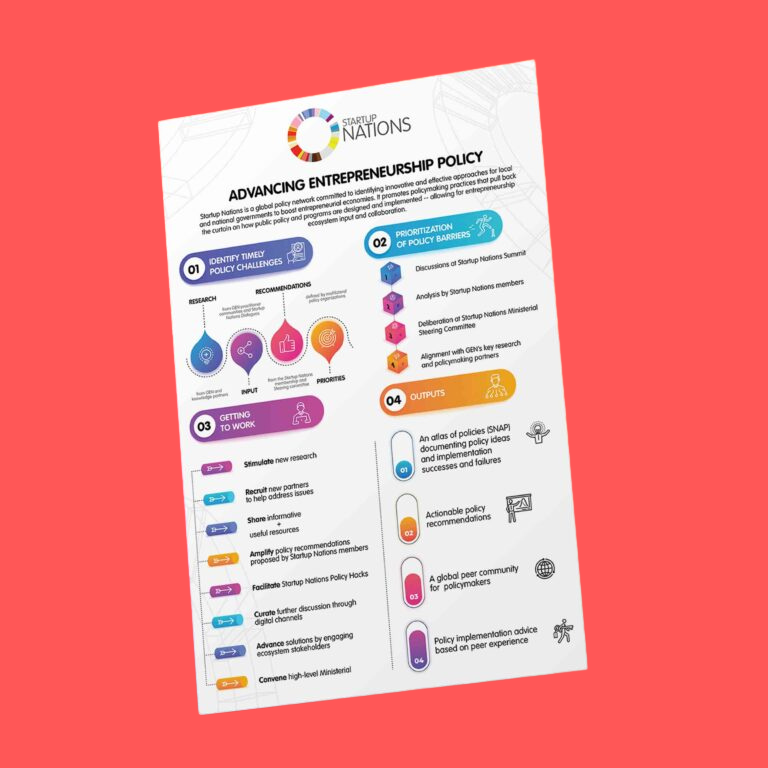 STARTUP
NATIONS
ADVANCING ENTREPRENEURSHIP POLICY
Startup Nations is a global policy network committed to identifying innovative and effective approaches for local
and national governments to boost entrepreneurial economies. It promotes policymaking practices that pull back
the curtain on how public policy and programs are designed and implemented -- allowing for entrepreneurship
ecosystem input and collaboration.
01
IDENTIFY TIMELY
POLICY CHALLENGES
RESEARCH
from GEN practitioner
communities and Startup
Nations Dialogues
RECOMMENDATIONS
defined by multilateral
policy organizations
from GEN and
knowledge partners
INPUT
from the Startup Nations
membership and
Steering committee
PRIORITIES
02
PRIORITIZATION
OF POLICY BARRIERS
1
Discussions at Startup Nations Summit
2
Analysis by Startup Nations members
3
Deliberation at Startup Nations Ministerial
Steering Committee
4
Alignment with GEN's key research
and policymaking partners
03
GETTING
TO WORK
Stimulate new research
Recruit new partners
to help address issues
Share informative
+
useful resources
Amplify policy recommendations
proposed by Startup Nations members
Facilitate Startup Nations Policy Hacks
Curate further discussion through
digital channels
Advance solutions by engaging
ecosystem stakeholders
Convene high-level Ministerial
04
OUTPUTS
01
An atlas of policies (SNAP)
documenting policy ideas
and implementation
successes and failures
02
Actionable policy
recommendations
03
A global peer community
for policymakers
04
Policy implementation advice
based on peer experience